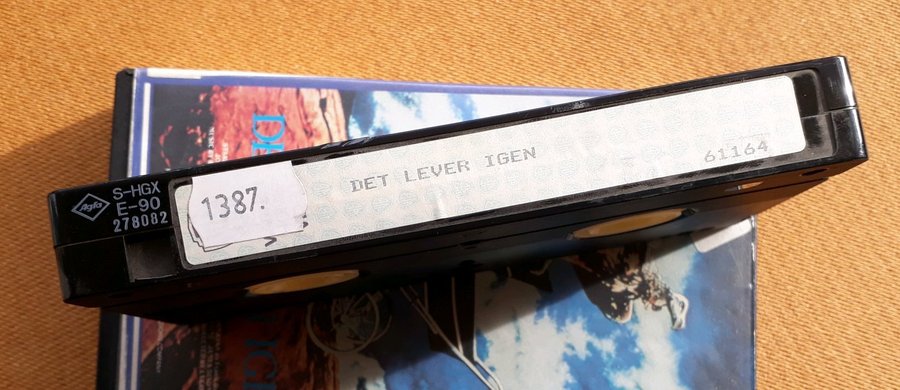 Agfa
S-HGX
E-90
278082
1387.
DET LEVER IGEN
61164